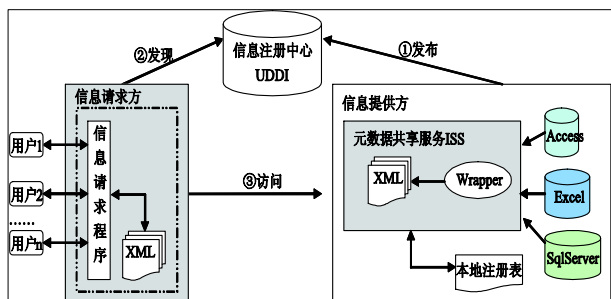 信息注册中心
UDDI
②发现
①发布
信息请求方
信息提供方
用户1
用户2
......
用户n
信息请求程序
XML
③访问
元数据共享服务ISS
XML
Wrapper
本地注册表
Access
Excel
SqlServer